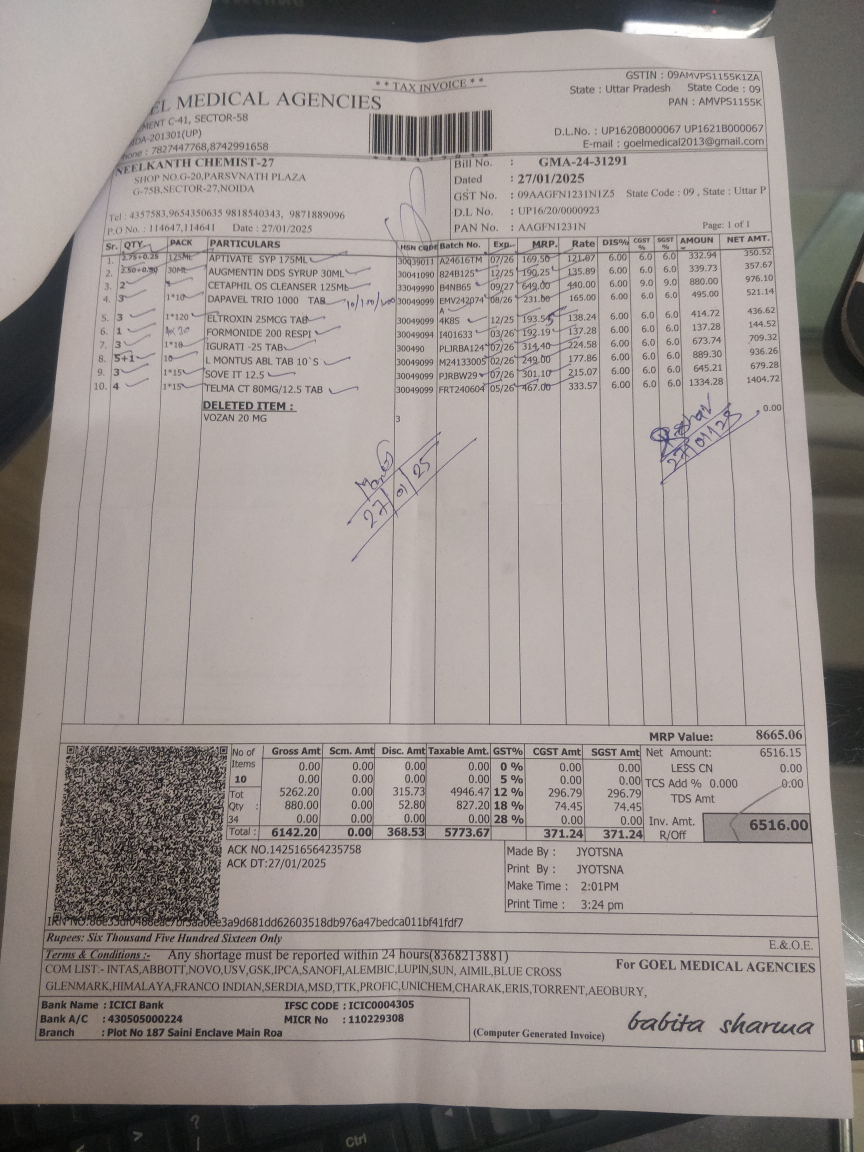 ** TAX INVOICE **
GSTIN : 09AMVPS1155K1ZA
State : Uttar Pradesh State Code : 09
PAN : AMVPS1155K
EL MEDICAL AGENCIES
MENT C-41, SECTOR-58
DA-201301(UP)
hone : 7827447768,8742991658
D.L.No. : UP1620B000067 UP1621B000067
E-mail : goelmedical2013@gmail.com
NEELKANTH CHEMIST-27
SHOP NO.G-20,PARSVNATH PLAZA
G-75B,SECTOR-27,NOIDA
Tel : 4357583,9654350635 9818540343, 9871889096
P.O No. : 114647,114641 Date : 27/01/2025
Bill No. : GMA-24-31291
Dated : 27/01/2025
GST No. : 09AAGFN1231N1Z5 State Code : 09 , State : Uttar P
D.L No. : UP16/20/0000923
PAN No. : AAGFN1231N Page: 1 of 1
Sr. QTY PACK PARTICULARS HSN CODE Batch No. Exp. MRP. Rate DIS% CGST % SGST % AMOUN NET AMT.
1. 2.75+0.25 125ML APTIVATE SYP 175ML 30039011 A24616TM 07/26 169.50 121.07 6.00 6.0 6.0 332.94 350.52
2. 2.50+0.50 30ML AUGMENTIN DDS SYRUP 30ML 30041090 824B125 12/25 190.25 135.89 6.00 6.0 6.0 339.73 357.67
3. 2 CETAPHIL OS CLEANSER 125ML 33049990 B4NB65 09/27 649.00 440.00 6.00 9.0 9.0 880.00 976.10
4. 3 1*10 DAPAVEL TRIO 1000 TAB 10/100/200 30049099 EMV242074 A 08/26 231.00 165.00 6.00 6.0 6.0 495.00 521.14
5. 3 1*120 ELTROXIN 25MCG TAB 30049099 4K85 12/25 193.55 138.24 6.00 6.0 6.0 414.72 436.62
6. 1 FORMONIDE 200 RESPI 30049094 I401633 03/26 192.19 137.28 6.00 6.0 6.0 137.28 144.52
7. 3 1*10 IGURATI -25 TAB 300490 PLJRBA124 07/26 314.40 224.58 6.00 6.0 6.0 673.74 709.32
8. 5+1 10 L MONTUS ABL TAB 10`S 30049099 M24133005 02/26 249.00 177.86 6.00 6.0 6.0 889.30 936.26
9. 3 1*15 SOVE IT 12.5 30049099 PJRBW29 07/26 301.10 215.07 6.00 6.0 6.0 645.21 679.28
10. 4 1*15 TELMA CT 80MG/12.5 TAB 30049099 FRT240604 05/26 467.00 333.57 6.00 6.0 6.0 1334.28 1404.72
DELETED ITEM :
VOZAN 20 MG 3 0.00
27/01/25
27/01/25
MRP Value: 8665.06
No of Items 10 Tot Qty : 34
Gross Amt Scm. Amt Disc. Amt Taxable Amt. GST% CGST Amt SGST Amt
0.00 0.00 0.00 0.00 0 % 0.00 0.00
0.00 0.00 0.00 0.00 5 % 0.00 0.00
5262.20 0.00 315.73 4946.47 12 % 296.79 296.79
880.00 0.00 52.80 827.20 18 % 74.45 74.45
0.00 0.00 0.00 0.00 28 % 0.00 0.00
Total : 6142.20 0.00 368.53 5773.67 371.24 371.24
Net Amount: 6516.15
LESS CN 0.00
TCS Add % 0.000 0.00
TDS Amt
Inv. Amt. 6516.00
R/Off
ACK NO.142516564235758
ACK DT:27/01/2025
Made By : JYOTSNA
Print By : JYOTSNA
Make Time : 2:01PM
Print Time : 3:24 pm
Rupees: Six Thousand Five Hundred Sixteen Only
E.&O.E.
Terms & Conditions :- Any shortage must be reported within 24 hours(8368213881)
COM LIST:- INTAS,ABBOTT,NOVO,USV,GSK,IPCA,SANOFI,ALEMBIC,LUPIN,SUN, AIMIL,BLUE CROSS
GLENMARK,HIMALAYA,FRANCO INDIAN,SERDIA,MSD,TTK,PROFIC,UNICHEM,CHARAK,ERIS,TORRENT,AEOBURY,
For GOEL MEDICAL AGENCIES
Bank Name : ICICI Bank IFSC CODE : ICIC0004305
Bank A/C : 430505000224 MICR No : 110229308
Branch : Plot No 187 Saini Enclave Main Roa
(Computer Generated Invoice)
babita sharma
Ctrl